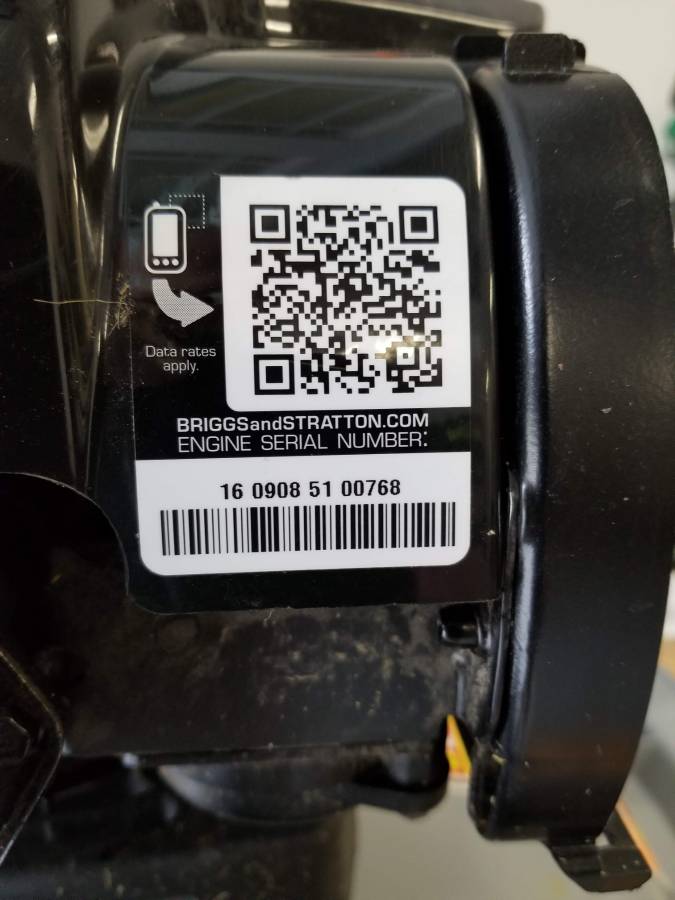 Data rates
apply.
BRIGGSandSTRATTON.COM
ENGINE SERIAL NUMBER:
16 0908 51 00768